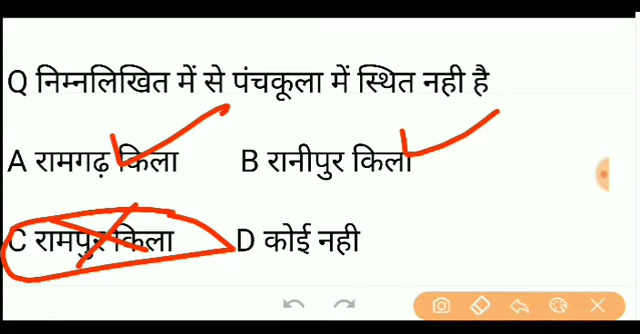 Q निम्नलिखित में से पंचकूला में स्थित नही है
A रामगढ़ किला B रानीपुर किला
C रामपुर किला D कोई नही